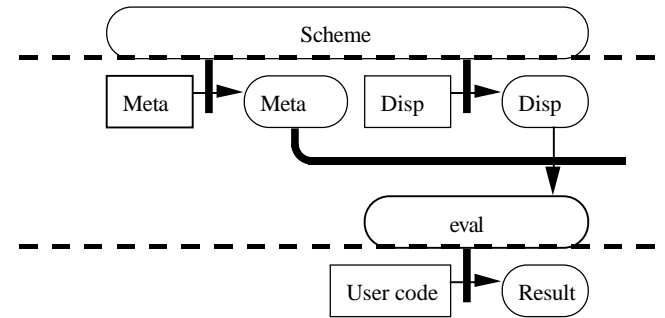 Scheme
Meta Meta Disp Disp
eval
User code Result